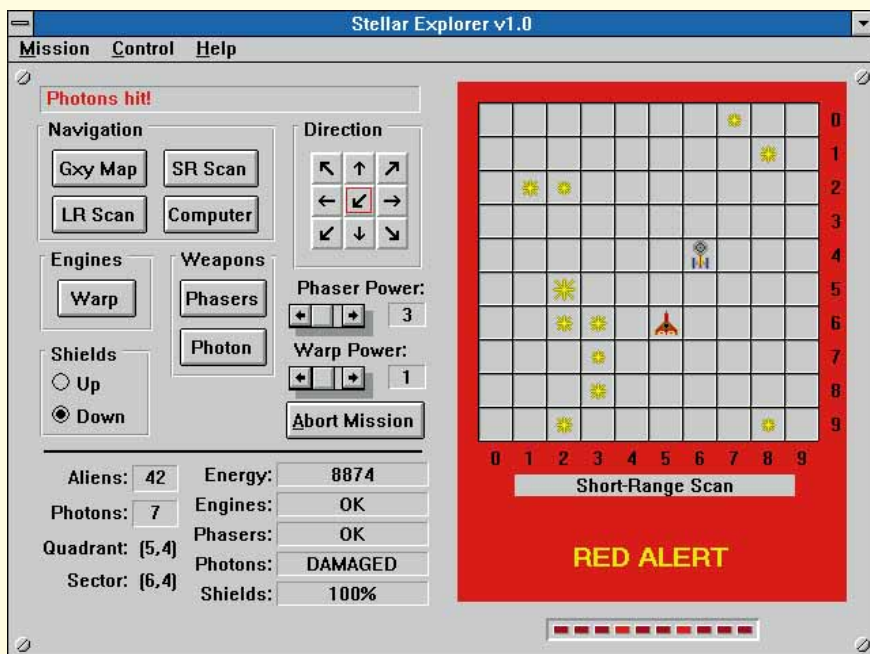 Stellar Explorer v1.0
Mission Control Help
Photons hit!
Navigation
Gxy Map SR Scan
LR Scan Computer
Direction
Engines
Warp
Weapons
Phasers
Photon
Phaser Power:
3
Warp Power:
1
Shields
Up
Down
Abort Mission
Aliens: 42
Photons: 7
Quadrant: (5,4)
Sector: (6,4)
Energy: 8874
Engines: OK
Phasers: OK
Photons: DAMAGED
Shields: 100%
0
1
2
3
4
5
6
7
8
9
0 1 2 3 4 5 6 7 8 9
Short-Range Scan
RED ALERT